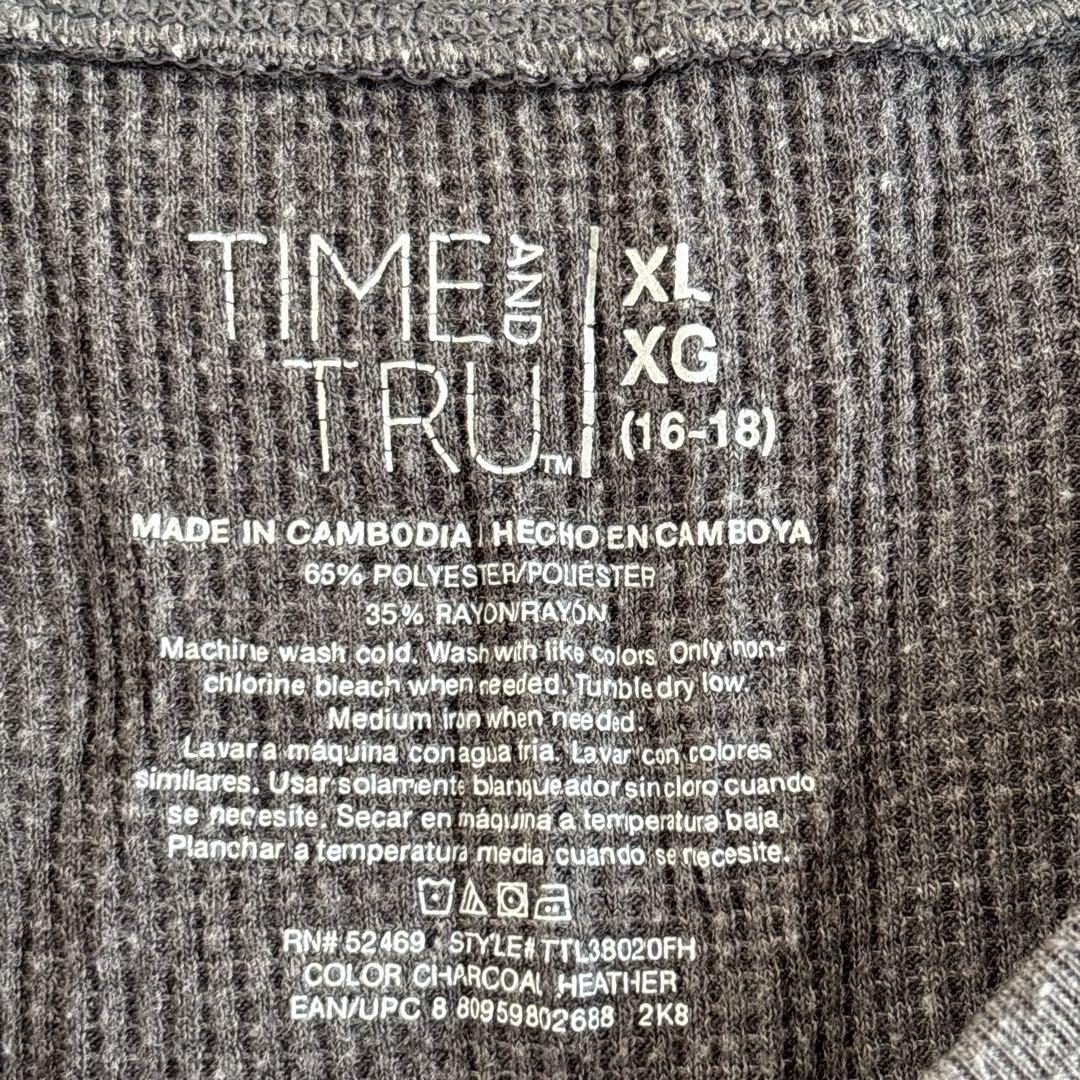 TIME AND
TRU™
XL
XG
(16-18)
MADE IN CAMBODIA | HECHO EN CAMBOYA
65% POLYESTER/POLIÉSTER
35% RAYON/RAYÓN
Machine wash cold. Wash with like colors. Only non-
chlorine bleach when needed. Tumble dry low.
Medium iron when needed.
Lavar a máquina con agua fría. Lavar con colores
similares. Usar solamente blanqueador sin cloro cuando
se necesite. Secar en máquina a temperatura baja.
Planchar a temperatura media cuando se necesite.
RN# 52469 STYLE# TTL38020FH
COLOR CHARCOAL HEATHER
EAN/UPC 8 80959802688 2K8